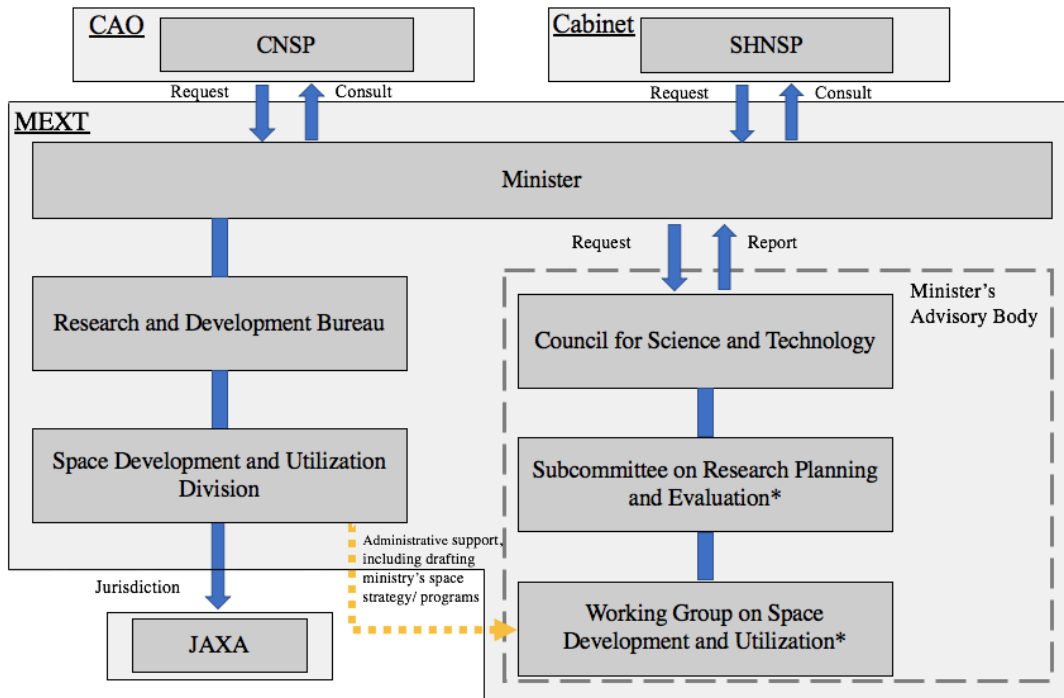 CAO
CNSP
Cabinet
SHNSP
Request
Consult
Request
Consult
MEXT
Minister
Request
Report
Minister's
Advisory Body
Research and Development Bureau
Council for Science and Technology
Space Development and Utilization
Division
Subcommittee on Research Planning
and Evaluation*
Administrative support,
including drafting
ministry's space
strategy/ programs
Jurisdiction
Working Group on Space
Development and Utilization*
JAXA